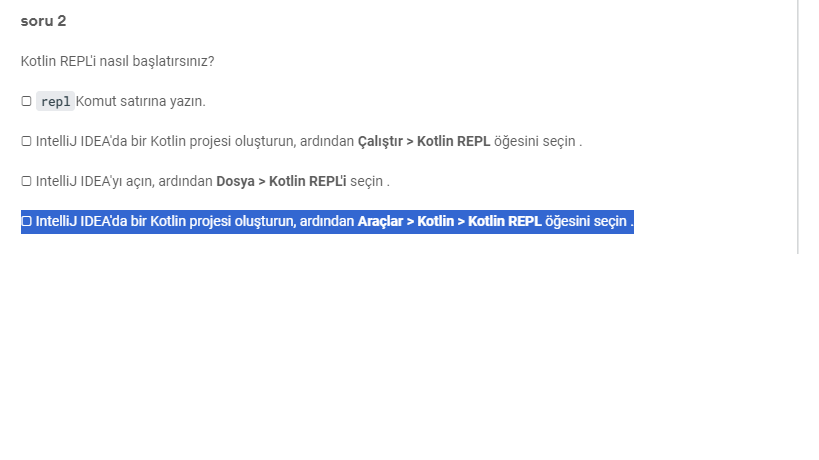 soru 2
Kotlin REPL'i nasıl başlatırsınız?
☐ repl Komut satırına yazın.
☐ IntelliJ IDEA'da bir Kotlin projesi oluşturun, ardından Çalıştır > Kotlin REPL öğesini seçin .
☐ IntelliJ IDEA'yı açın, ardından Dosya > Kotlin REPL'i seçin .
☐ IntelliJ IDEA'da bir Kotlin projesi oluşturun, ardından Araçlar > Kotlin > Kotlin REPL öğesini seçin .